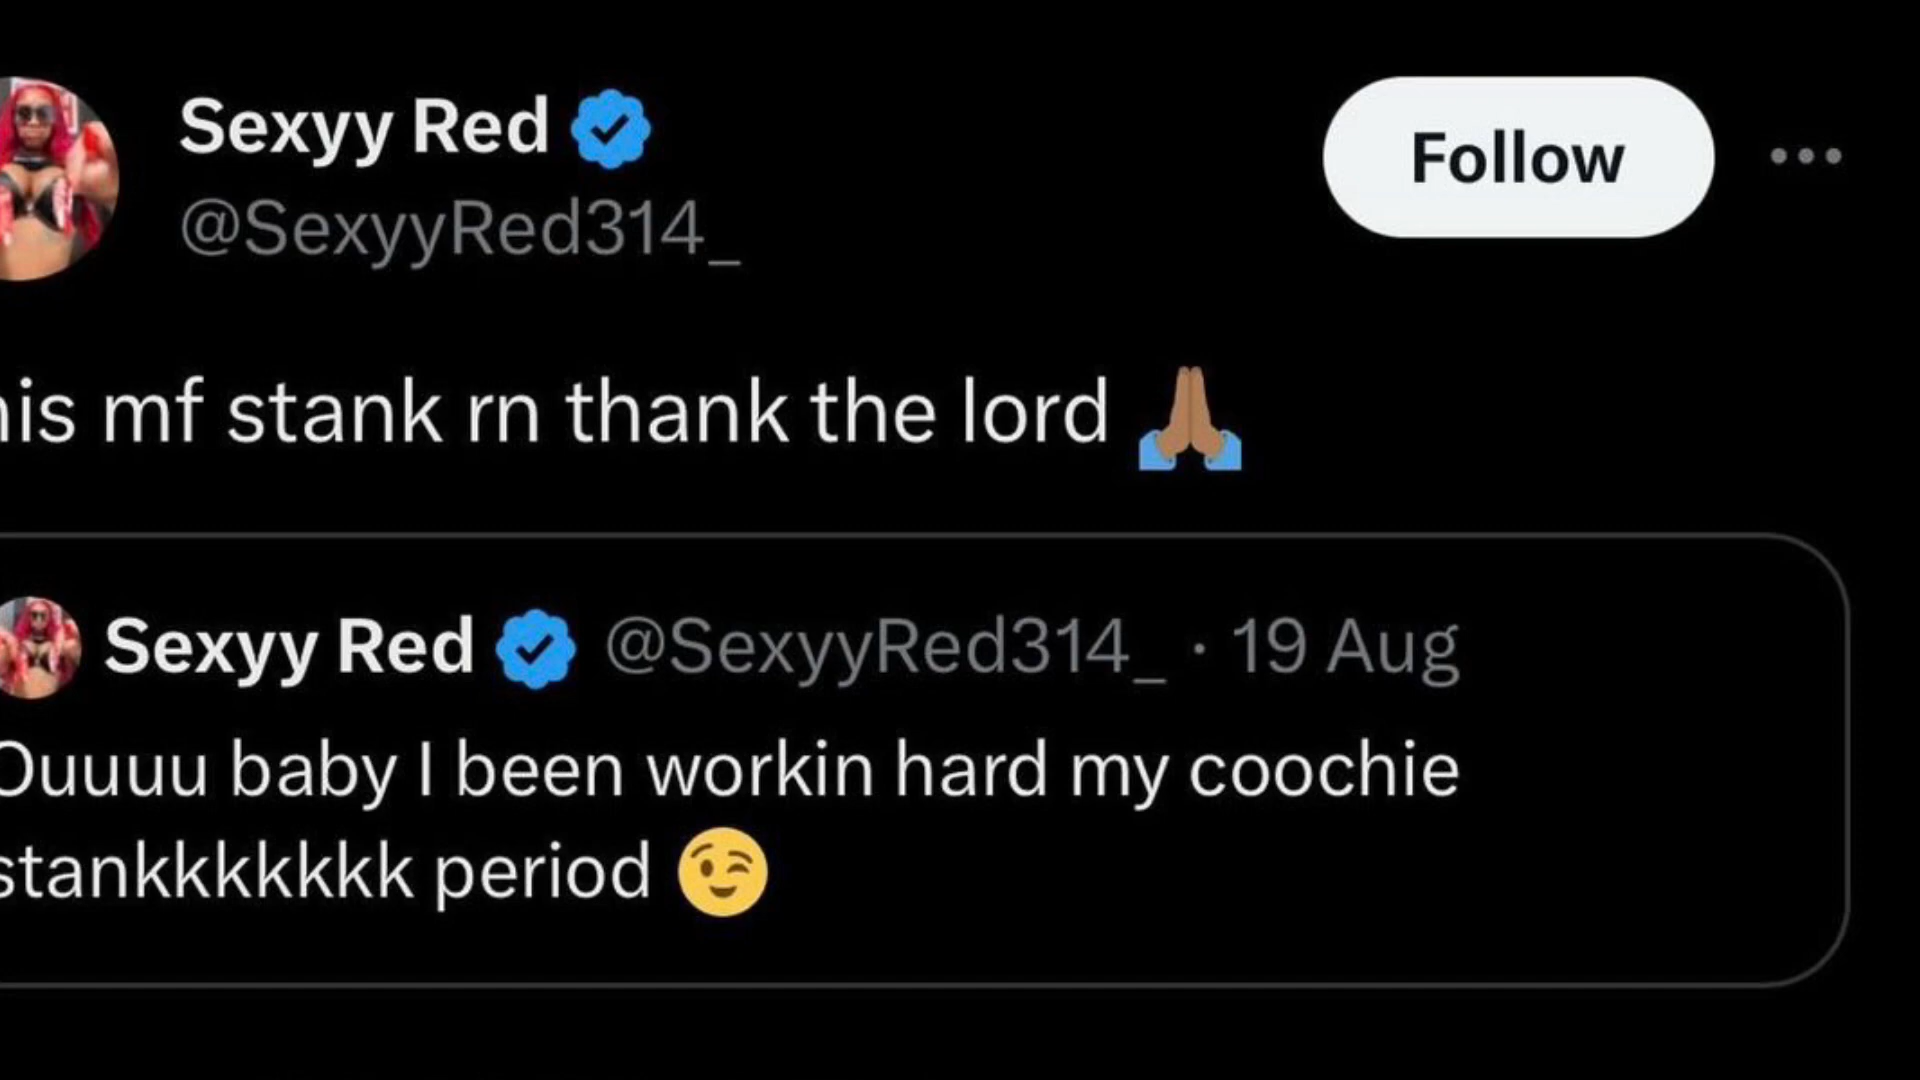 Sexyy Red
@SexyyRed314_
Follow
his mf stank rn thank the lord 🙏🏽
Sexyy Red @SexyyRed314_ · 19 Aug
Ouuuu baby I been workin hard my coochie
stankkkkkkk period 😉